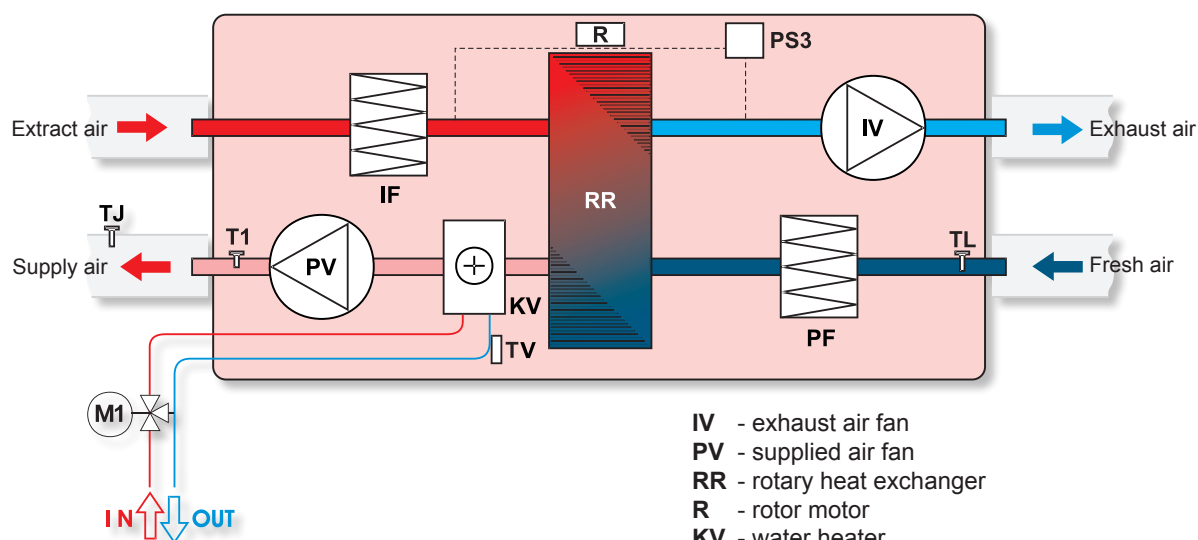 R
PS3
Extract air
IV
Exhaust air
IF
RR
TJ
T1
TL
Supply air
PV
Fresh air
KV
PF
TV
M1
IN
OUT
IV - exhaust air fan
PV - supplied air fan
RR - rotary heat exchanger
R - rotor motor
KV - water heater